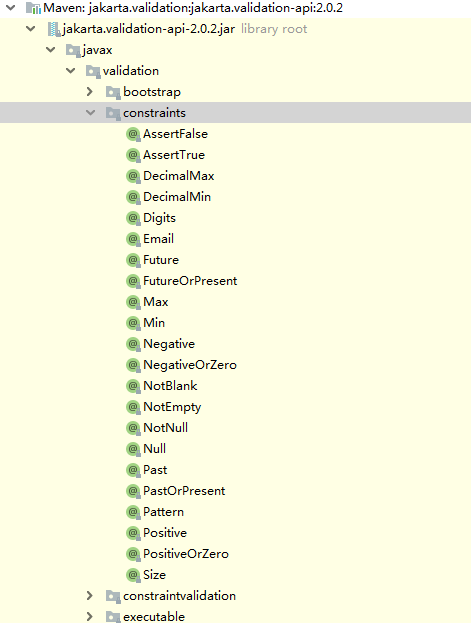 Maven: jakarta.validation:jakarta.validation-api:2.0.2
jakarta.validation-api-2.0.2.jar library root
javax
validation
bootstrap
constraints
AssertFalse
AssertTrue
DecimalMax
DecimalMin
Digits
Email
Future
FutureOrPresent
Max
Min
Negative
NegativeOrZero
NotBlank
NotEmpty
NotNull
Null
Past
PastOrPresent
Pattern
Positive
PositiveOrZero
Size
constraintvalidation
executable